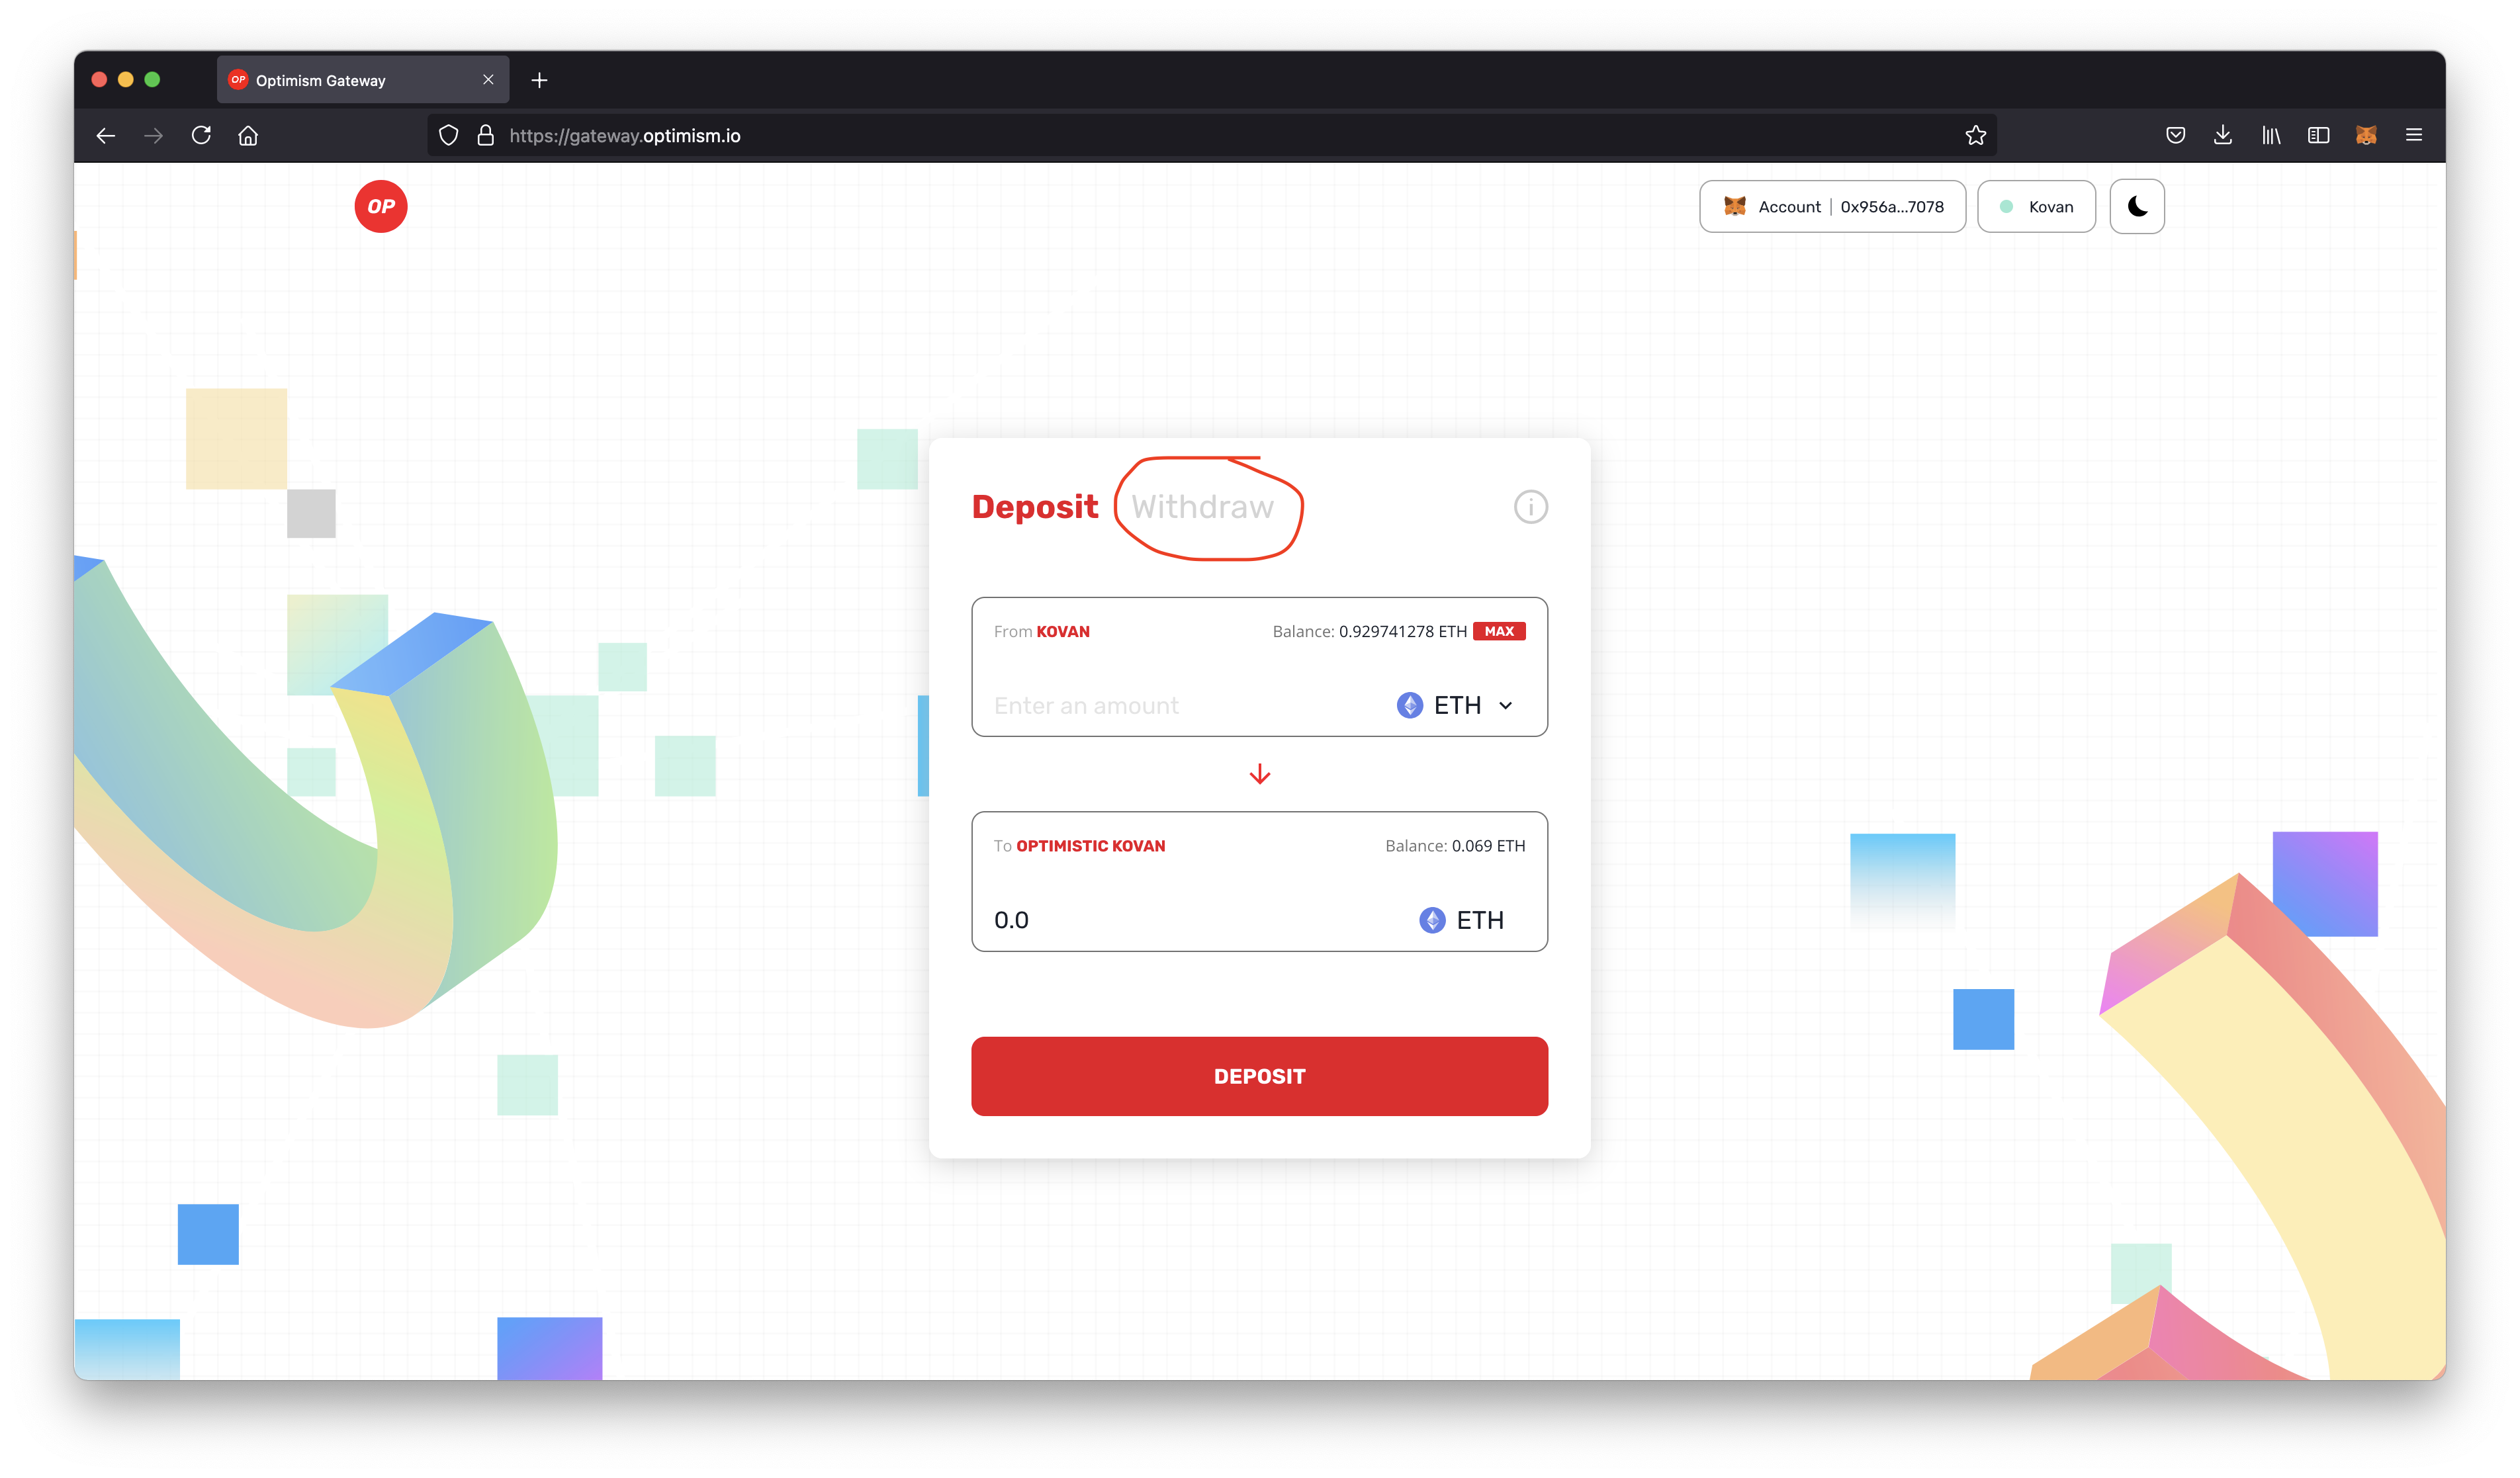 OP Optimism Gateway
https://gateway.optimism.io
OP
Account | 0x956a...7078
Kovan
Deposit Withdraw
From KOVAN Balance: 0.929741278 ETH MAX
Enter an amount ETH
To OPTIMISTIC KOVAN Balance: 0.069 ETH
0.0 ETH
DEPOSIT